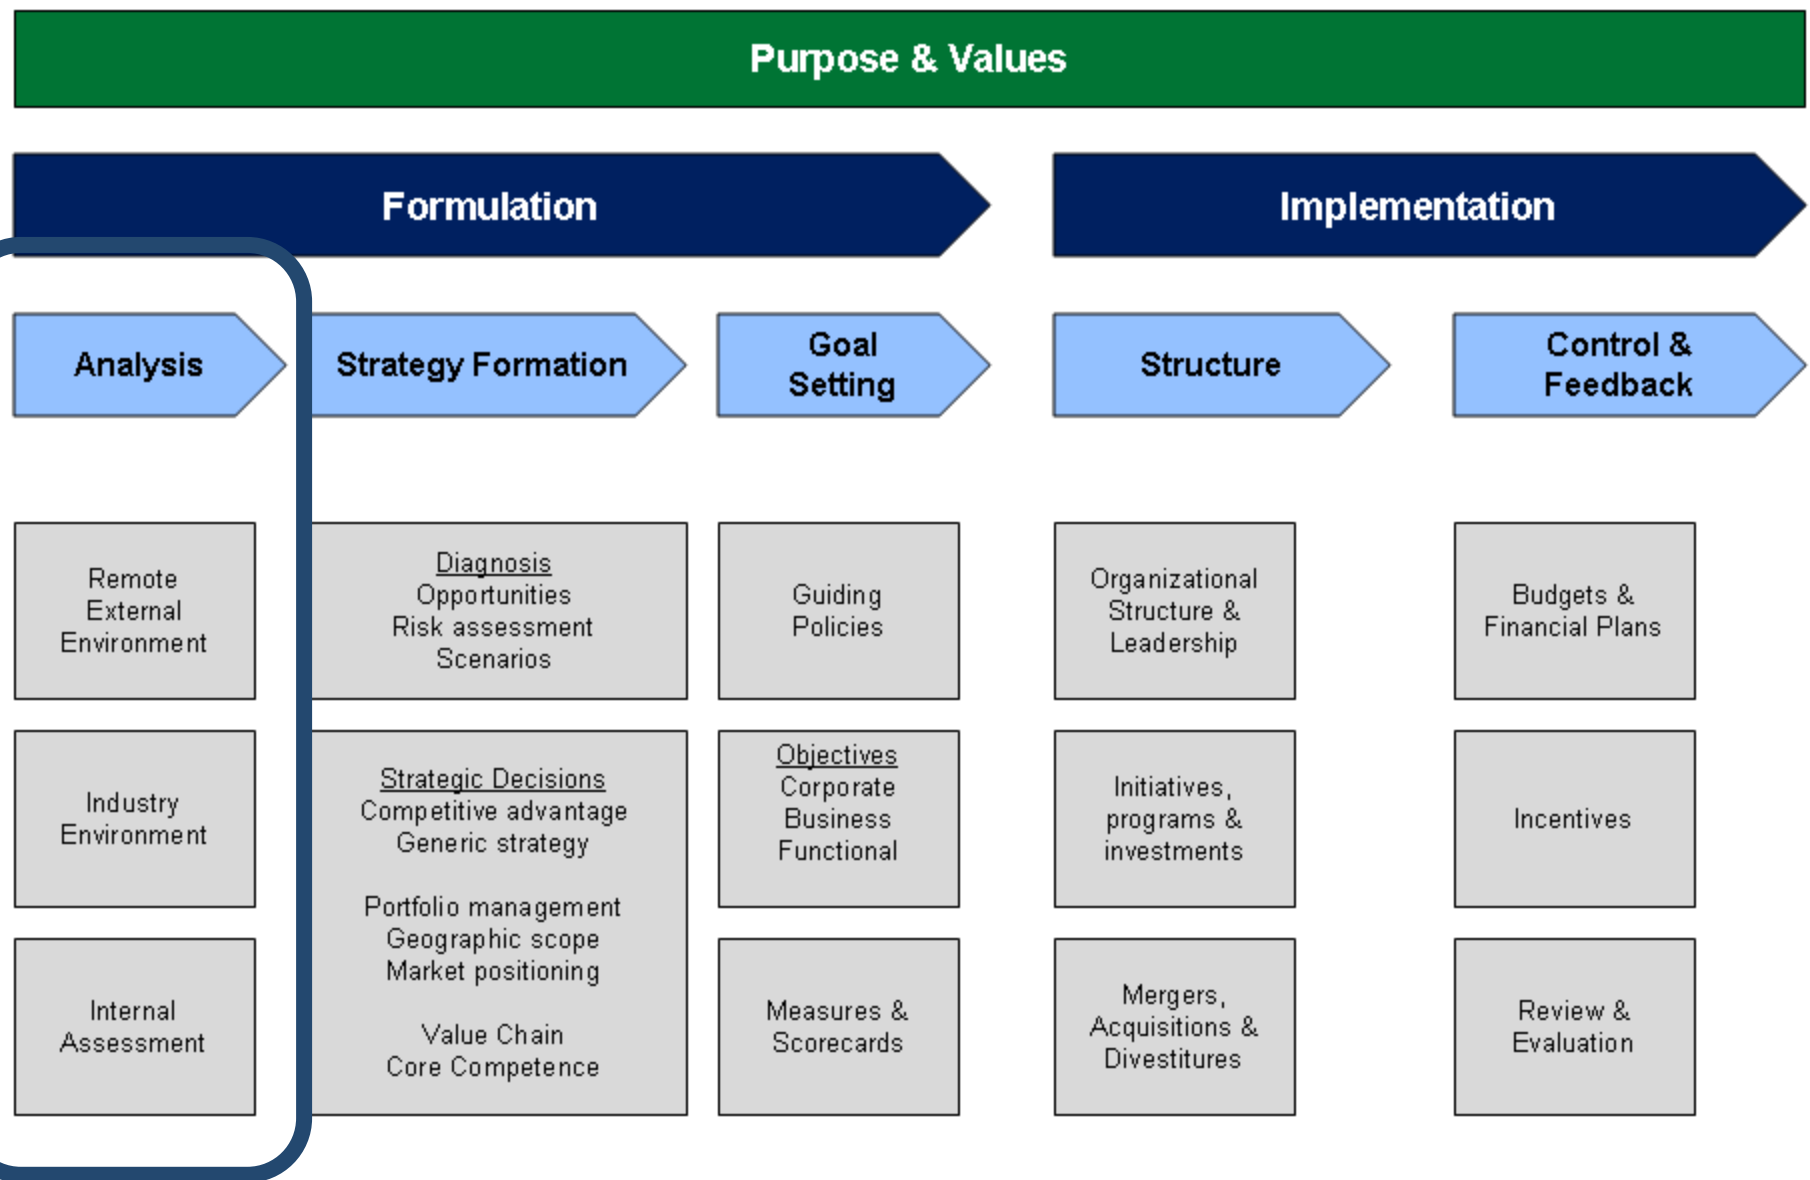 Purpose & Values
Formulation
Implementation
Analysis
Strategy Formation
Goal
Setting
Structure
Control &
Feedback
Remote
External
Environment
Diagnosis
Opportunities
Risk assessment
Scenarios
Guiding
Policies
Organizational
Structure &
Leadership
Budgets &
Financial Plans
Industry
Environment
Strategic Decisions
Competitive advantage
Generic strategy
Portfolio management
Geographic scope
Market positioning
Value Chain
Core Competence
Objectives
Corporate
Business
Functional
Initiatives,
programs &
investments
Incentives
Internal
Assessment
Measures &
Scorecards
Mergers,
Acquisitions &
Divestitures
Review &
Evaluation